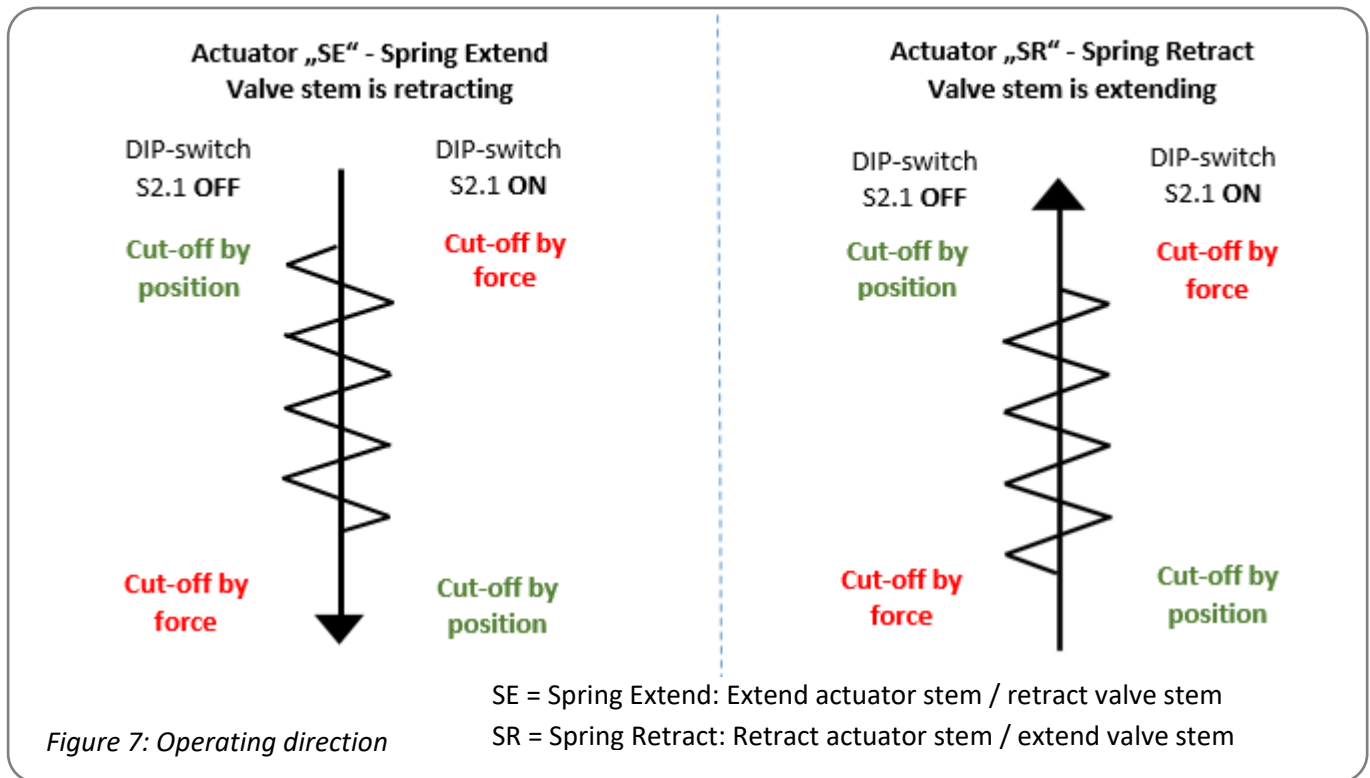 Actuator „SE“ - Spring Extend
Valve stem is retracting
DIP-switch
S2.1 OFF
DIP-switch
S2.1 ON
Cut-off by
position
Cut-off by
force
Cut-off by
force
Cut-off by
position
Actuator „SR“ - Spring Retract
Valve stem is extending
DIP-switch
S2.1 OFF
DIP-switch
S2.1 ON
Cut-off by
position
Cut-off by
force
Cut-off by
force
Cut-off by
position
SE = Spring Extend: Extend actuator stem / retract valve stem
SR = Spring Retract: Retract actuator stem / extend valve stem
Figure 7: Operating direction